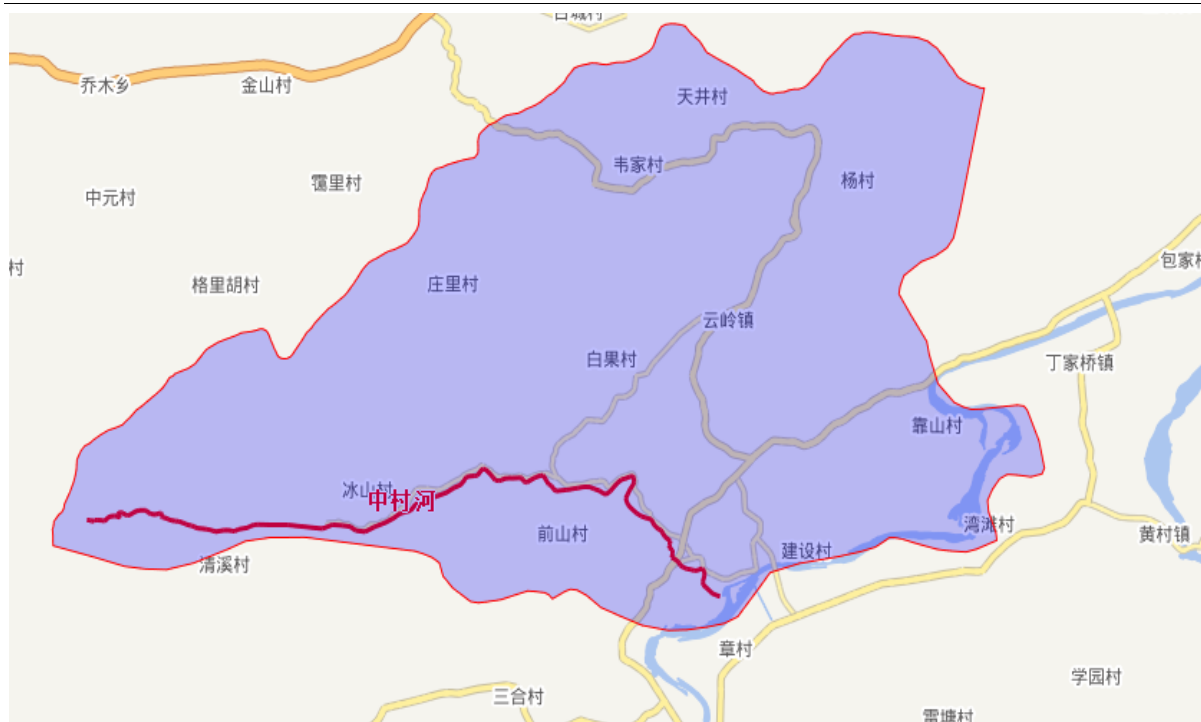 白城村
乔木乡
金山村
天井村
韦家村
杨村
霭里村
中元村
村
包家村
格里胡村
庄里村
云岭镇
白果村
丁家桥镇
靠山村
冰山村
中村河
湾滩村
前山村
黄村镇
建设村
清溪村
章村
学园村
三合村
雷塘村